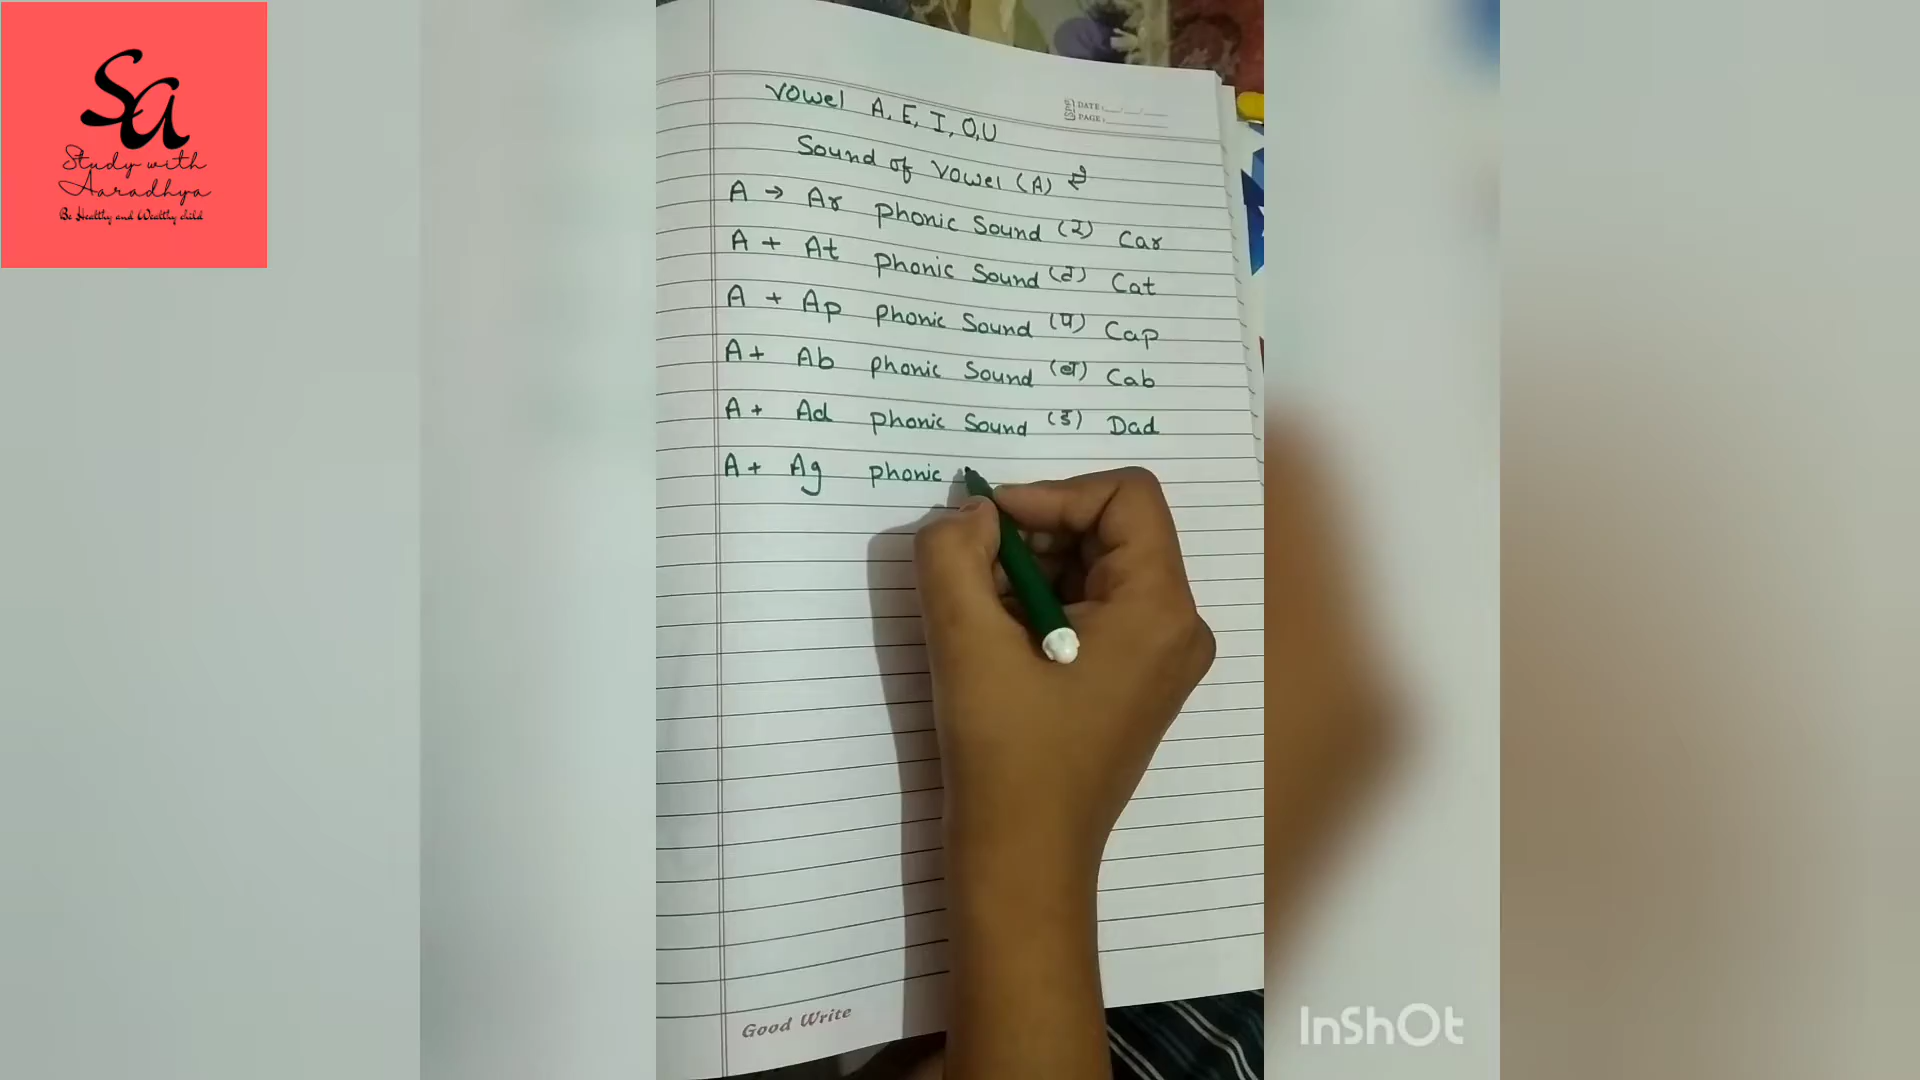 SA
Study with
Aaradhya
Be Healthy and Wealthy child
DATE:
PAGE:
Vowel A, E, I, O, U
Sound of Vowel (A) ऐ
A → Ar phonic Sound (र) Car
A + At phonic Sound (त) Cat
A + Ap phonic Sound (प) Cap
A + Ab phonic Sound (ब) Cab
A + Ad phonic Sound (ड) Dad
A + Ag phonic
Good Write
InShOt